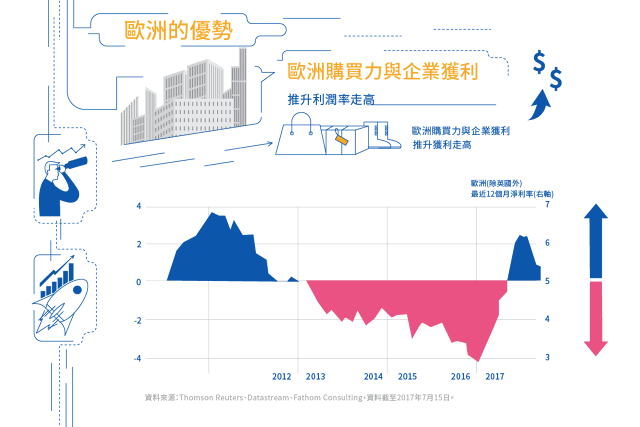 歐洲的優勢
$
$
歐洲購買力與企業獲利
推升利潤率走高
歐洲購買力與企業獲利
推升獲利走高
歐洲(除英國外)
最近12個月淨利率(右軸)
4 7
2 6
0 5
-2 4
-4 3
2012 2013 2014 2015 2016 2017
資料來源：Thomson Reuters、Datastream、Fathom Consulting，資料截至2017年7月15日。